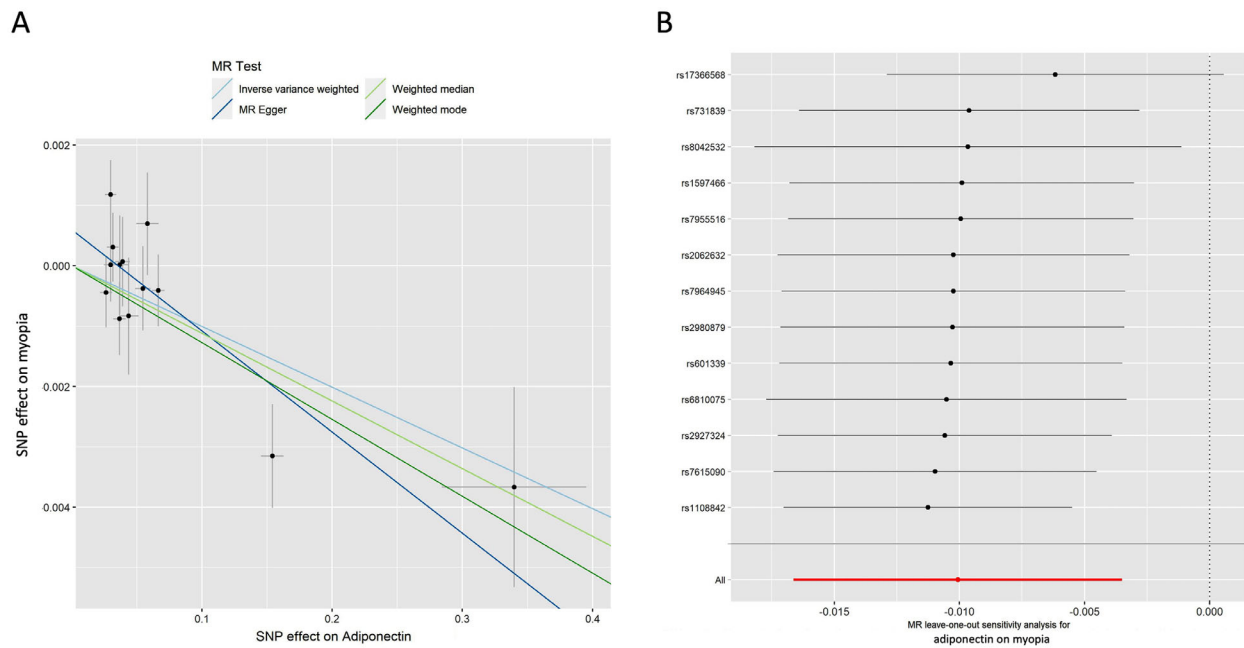 A
MR Test
Inverse variance weighted
Weighted median
MR Egger
Weighted mode
0.002
0.000
-0.002
-0.004
SNP effect on myopia
0.1
0.2
0.3
0.4
SNP effect on Adiponectin
B
rs17366568
rs731839
rs8042532
rs1597466
rs7955516
rs2062632
rs7964945
rs2980879
rs601339
rs6810075
rs2927324
rs7615090
rs1108842
All
-0.015
-0.010
-0.005
0.000
MR leave-one-out sensitivity analysis for
adiponectin on myopia